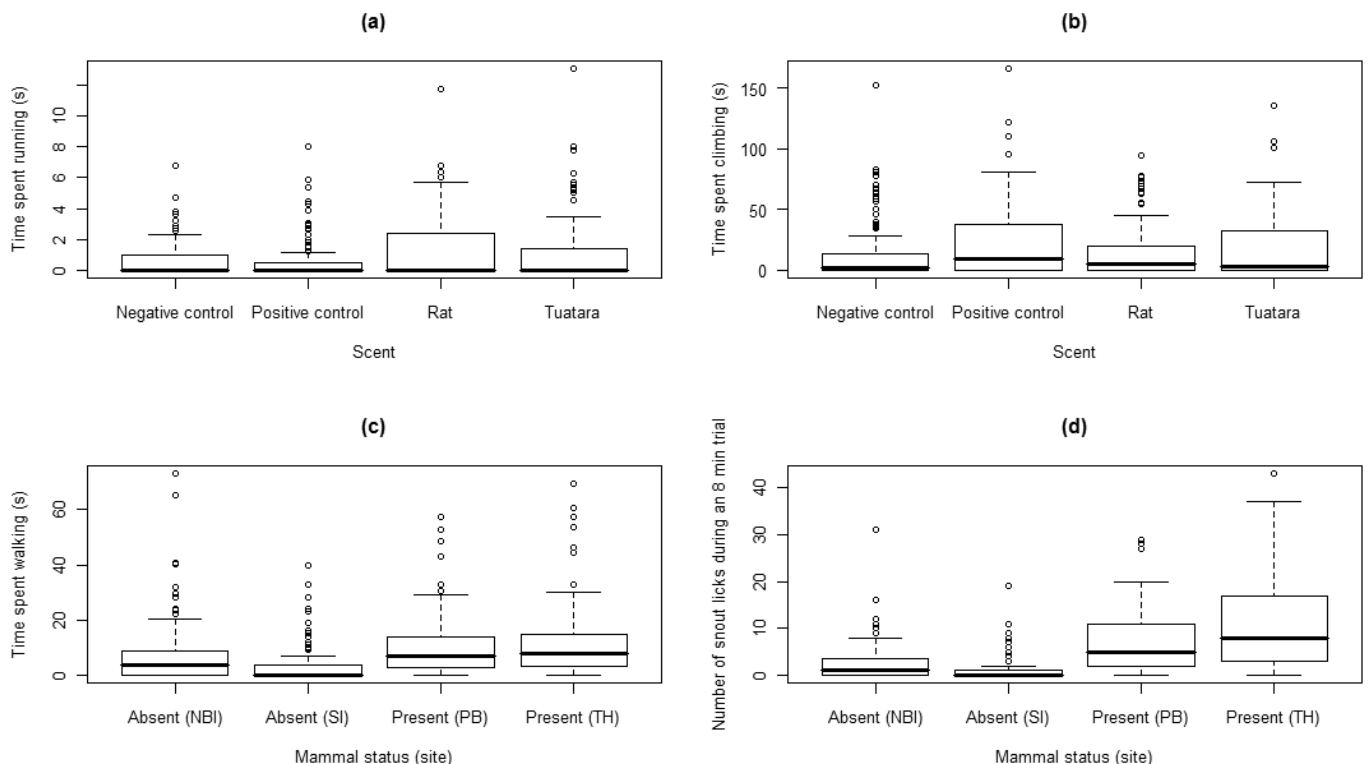 (a)
Time spent running (s)
10
8
6
4
2
0
Negative control Positive control Rat Tuatara
Scent
(b)
Time spent climbing (s)
150
100
50
0
Negative control Positive control Rat Tuatara
Scent
(c)
Time spent walking (s)
60
40
20
0
Absent (NBI) Absent (SI) Present (PB) Present (TH)
Mammal status (site)
(d)
Number of snout licks during an 8 min trial
40
30
20
10
0
Absent (NBI) Absent (SI) Present (PB) Present (TH)
Mammal status (site)